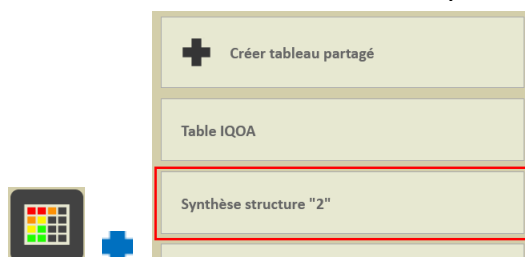 Créer tableau partagé
Table IQOA
Synthèse structure "2"